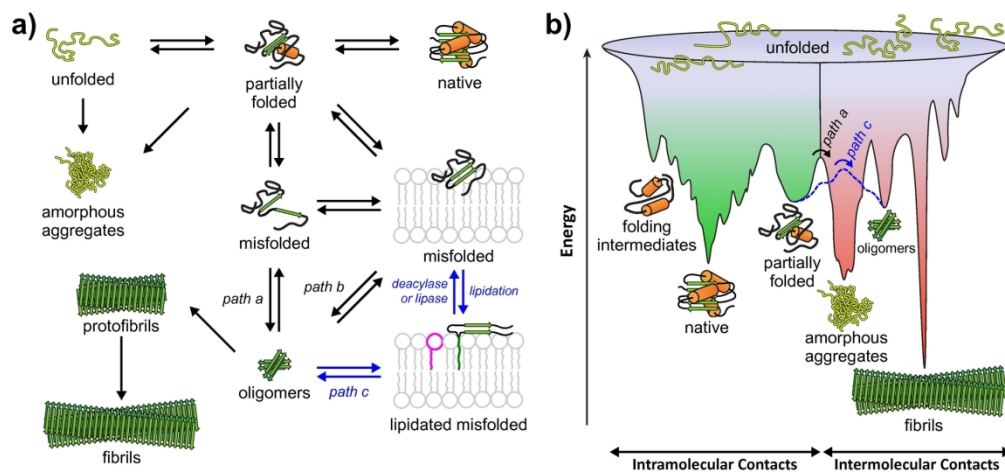 a)
unfolded
partially
folded
native
amorphous
aggregates
misfolded
misfolded
path a
path b
deacylase
or lipase
lipidation
protofibrils
oligomers
path c
lipidated misfolded
fibrils
b)
unfolded
path a
path c
Energy
folding
intermediates
partially
folded
oligomers
native
amorphous
aggregates
fibrils
Intramolecular Contacts
Intermolecular Contacts